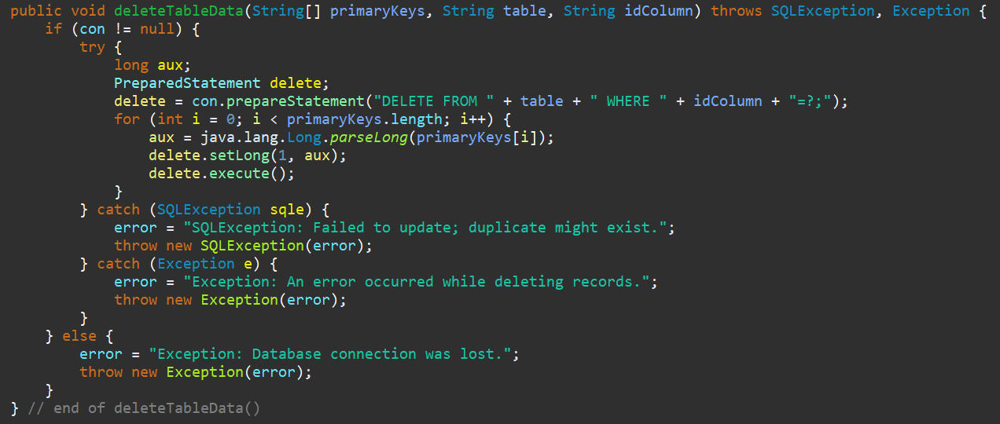 public void deleteTableData(String[] primaryKeys, String table, String idColumn) throws SQLException, Exception {
    if (con != null) {
        try {
            long aux;
            PreparedStatement delete;
            delete = con.prepareStatement("DELETE FROM " + table + " WHERE " + idColumn + "=?;");
            for (int i = 0; i < primaryKeys.length; i++) {
                aux = java.lang.Long.parseLong(primaryKeys[i]);
                delete.setLong(1, aux);
                delete.execute();
            }
        } catch (SQLException sqle) {
            error = "SQLException: Failed to update; duplicate might exist.";
            throw new SQLException(error);
        } catch (Exception e) {
            error = "Exception: An error occurred while deleting records.";
            throw new Exception(error);
        }
    } else {
        error = "Exception: Database connection was lost.";
        throw new Exception(error);
    }
} // end of deleteTableData()